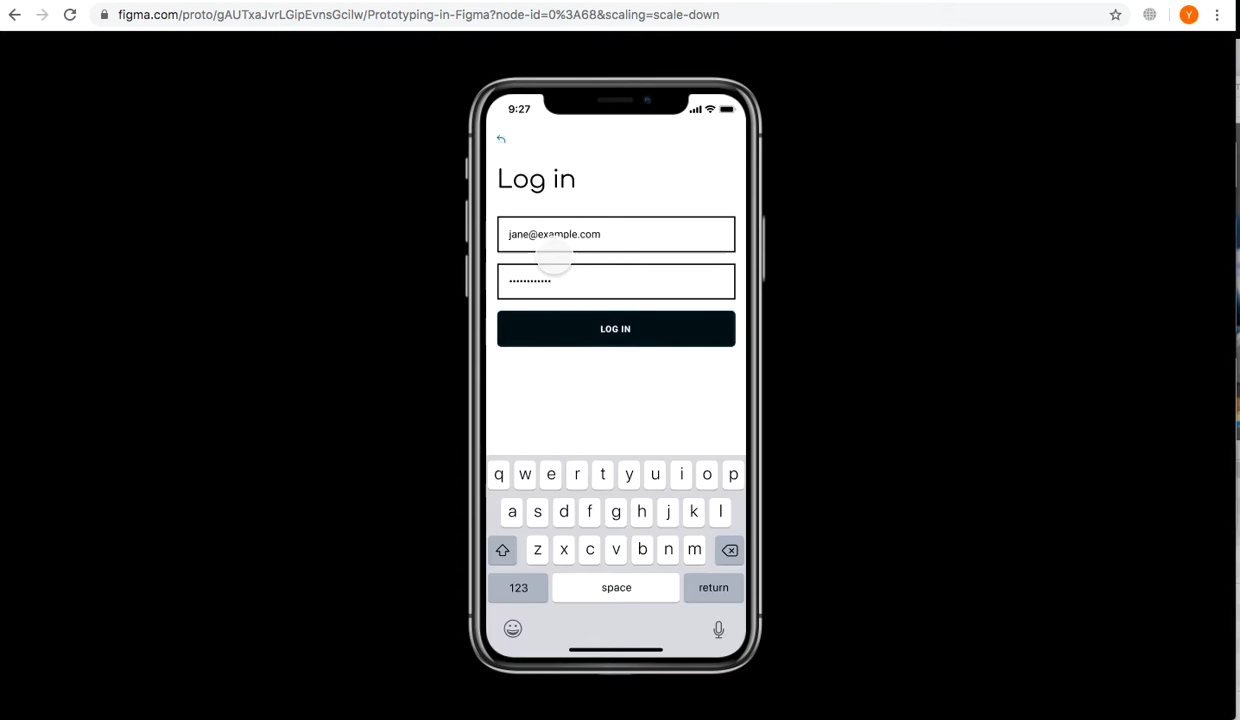 figma.com/proto/gAUTxaJvrLGipEvnsGcilw/Prototyping-in-Figma?node-id=0%3A68&scaling=scale-down
Y
9:27
Log in
jane@example.com
••••••••••••
LOG IN
q w e r t y u i o p
a s d f g h j k l
z x c v b n m
123 space return